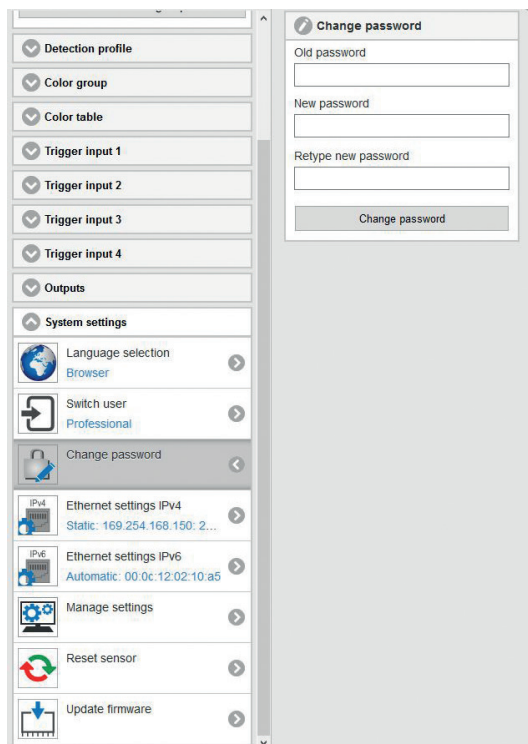 Detection profile
Color group
Color table
Trigger input 1
Trigger input 2
Trigger input 3
Trigger input 4
Outputs
System settings
Language selection
Browser
Switch user
Professional
Change password
IPv4
Ethernet settings IPv4
Static: 169.254.168.150: 2...
IPv6
Ethernet settings IPv6
Automatic: 00:0c:12:02:10:a5
Manage settings
Reset sensor
Update firmware
Change password
Old password
New password
Retype new password
Change password